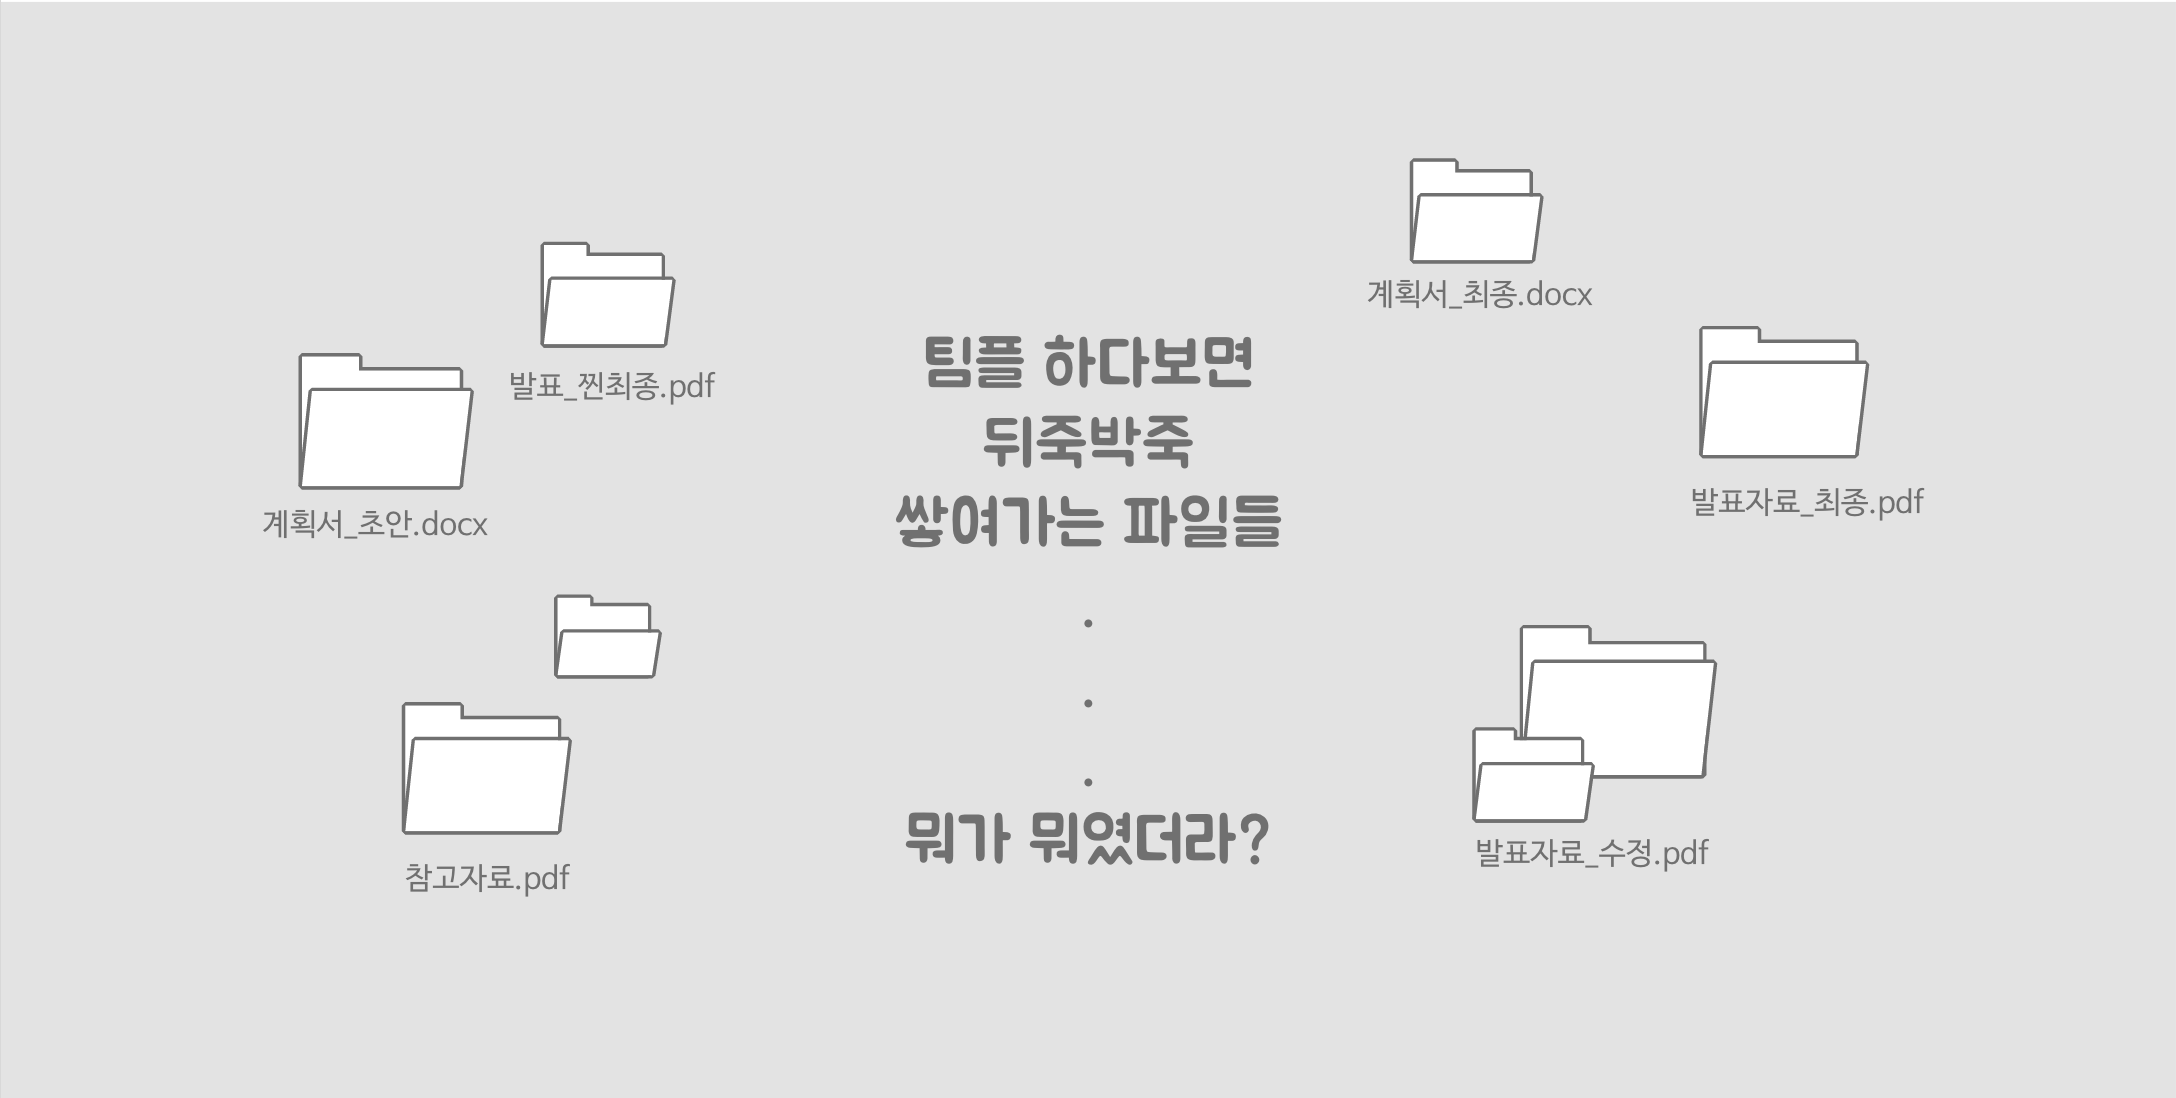 계획서_최종.docx
발표_찐최종.pdf
계획서_초안.docx
팀플 하다보면
뒤죽박죽
쌓여가는 파일들
.
.
.
뭐가 뭐였더라?
발표자료_최종.pdf
참고자료.pdf
발표자료_수정.pdf